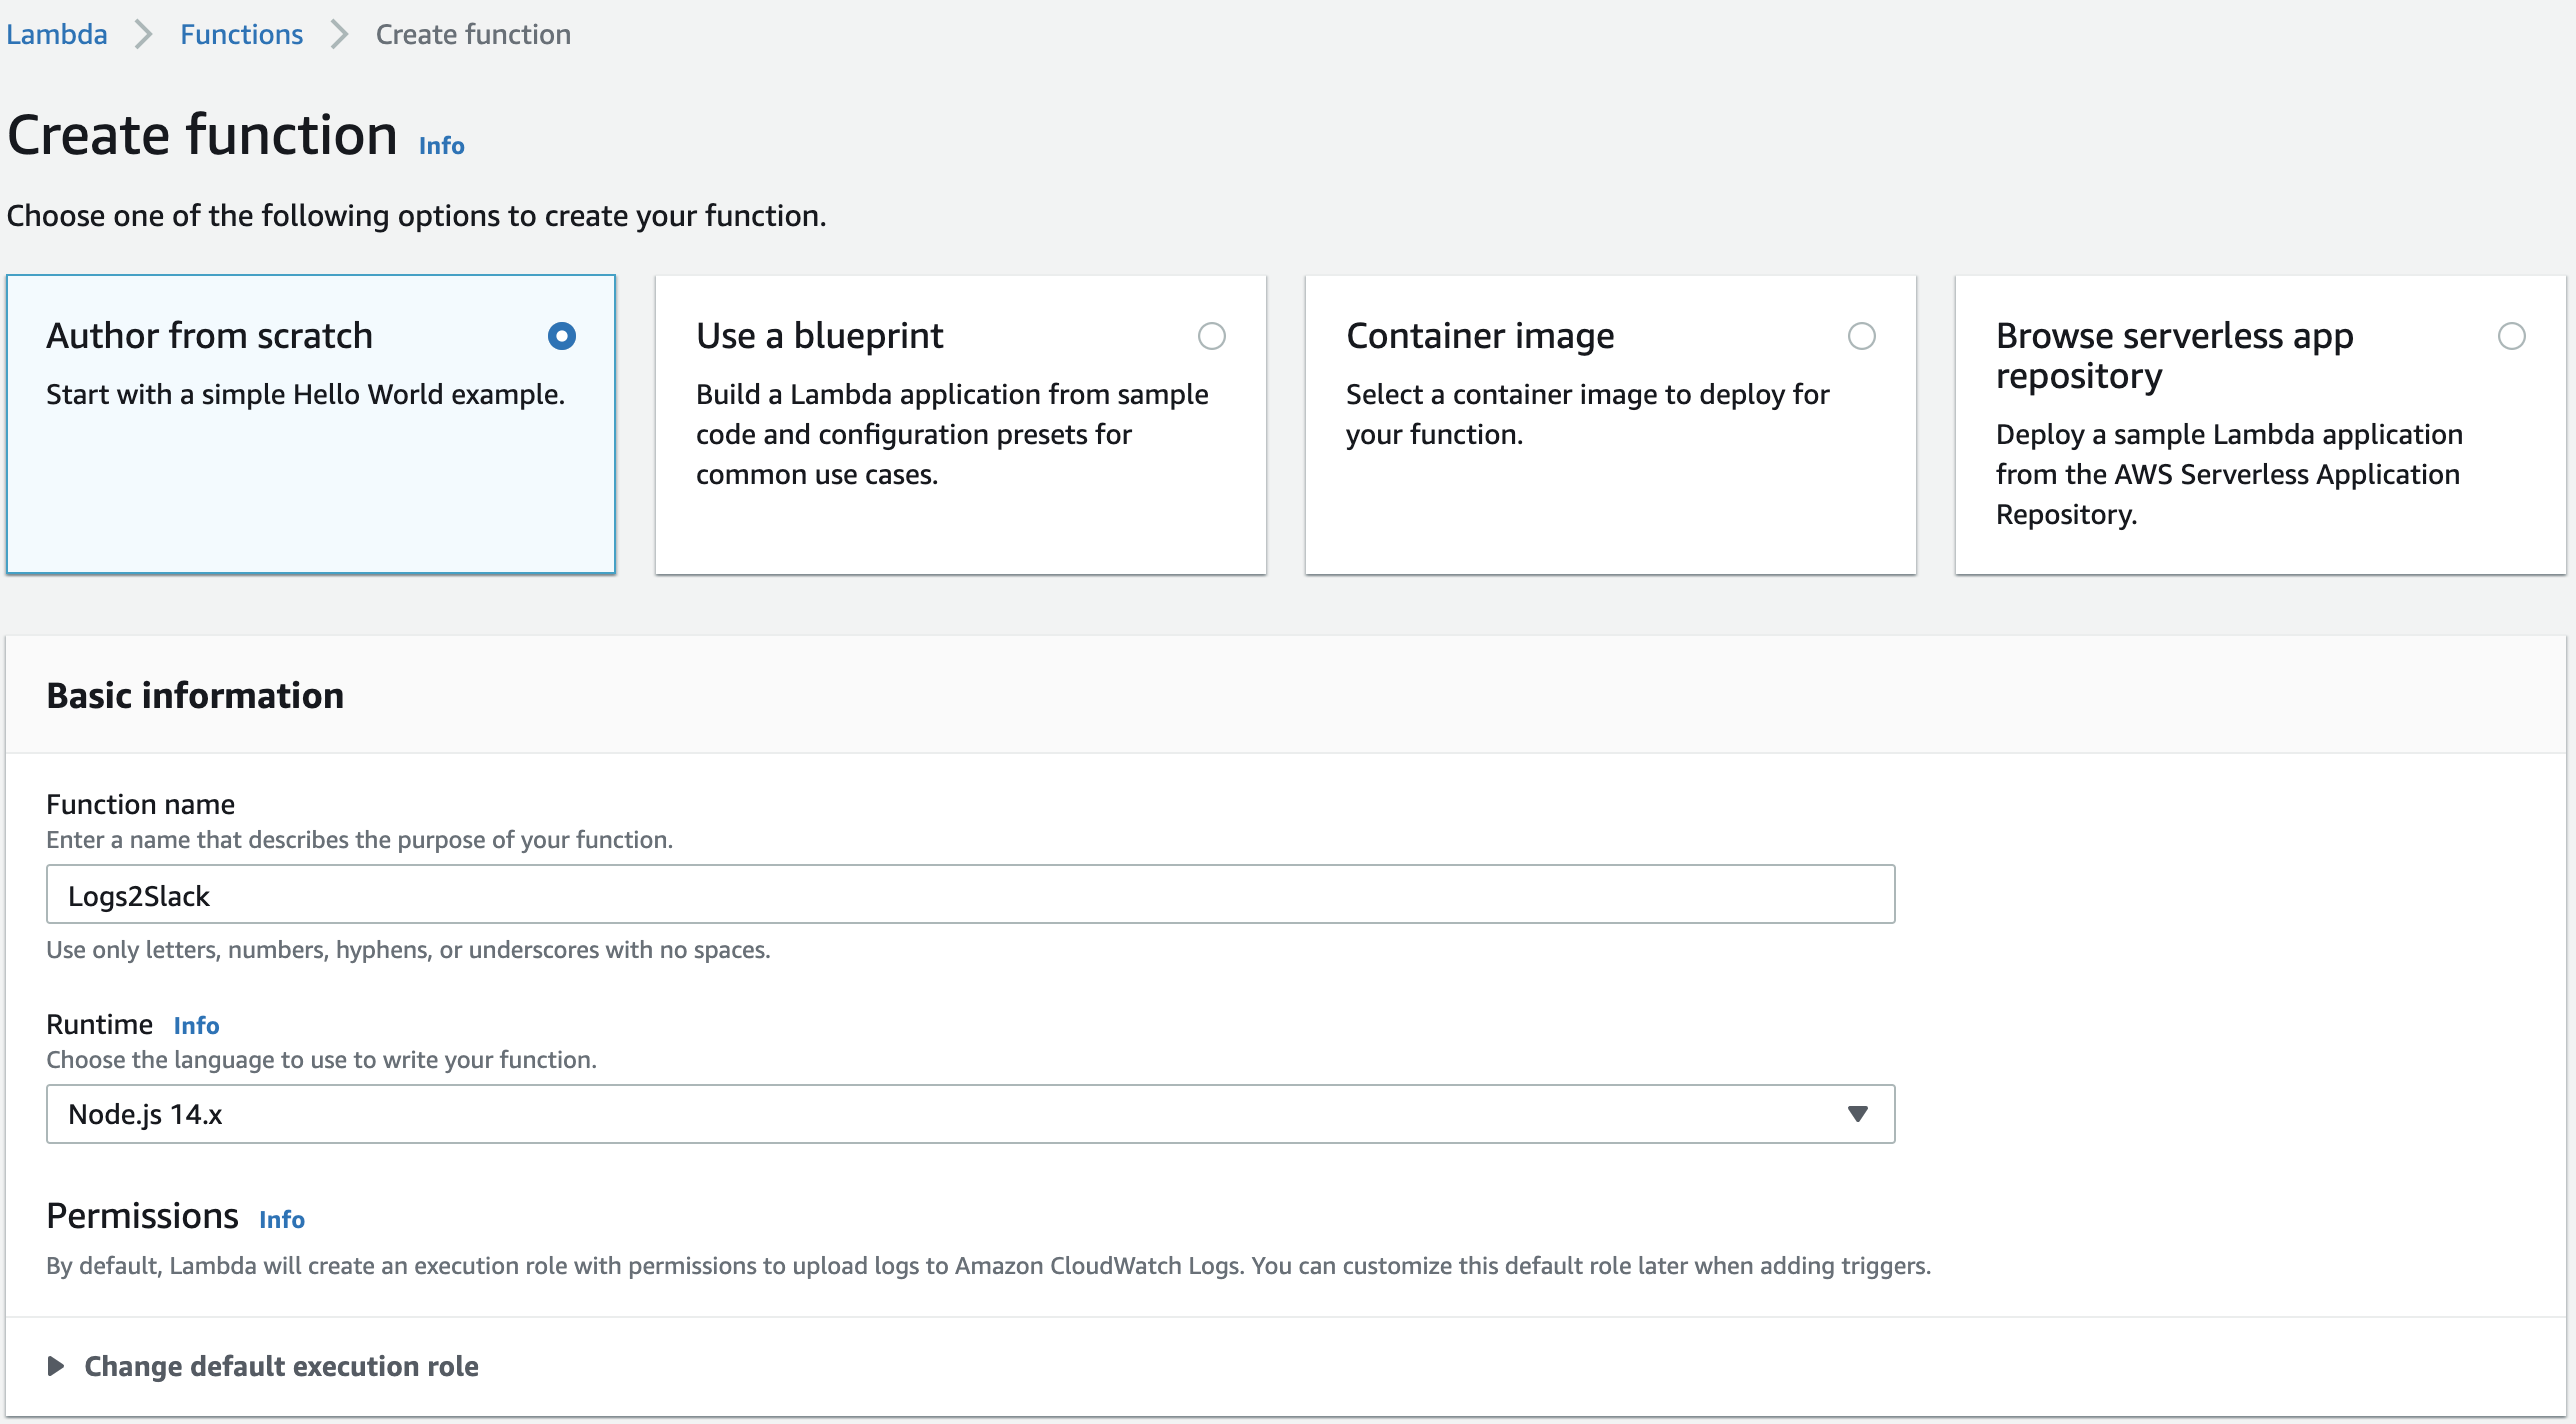 Lambda Functions Create function
Create function Info
Choose one of the following options to create your function.
Author from scratch
Start with a simple Hello World example.
Use a blueprint
Build a Lambda application from sample
code and configuration presets for
common use cases.
Container image
Select a container image to deploy for
your function.
Browse serverless app
repository
Deploy a sample Lambda application
from the AWS Serverless Application
Repository.
Basic information
Function name
Enter a name that describes the purpose of your function.
Logs2Slack
Use only letters, numbers, hyphens, or underscores with no spaces.
Runtime Info
Choose the language to use to write your function.
Node.js 14.x
Permissions Info
By default, Lambda will create an execution role with permissions to upload logs to Amazon CloudWatch Logs. You can customize this default role later when adding triggers.
Change default execution role